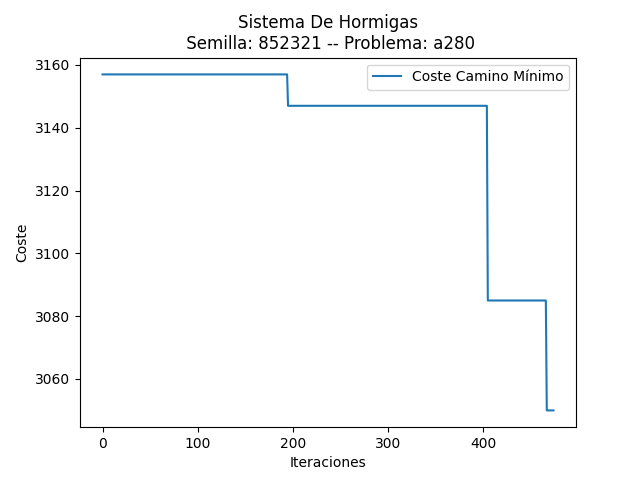 Sistema De Hormigas
Semilla: 852321 -- Problema: a280
Coste Camino Mínimo
3160
3140
3120
3100
3080
3060
Coste
0 100 200 300 400
Iteraciones